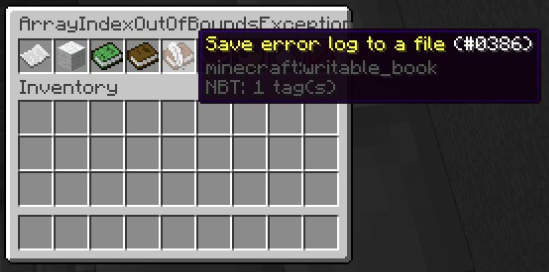 ArrayIndexOutOfBoundsException
Save error log to a file (#0386)
minecraft:writable_book
NBT: 1 tag(s)
Inventory